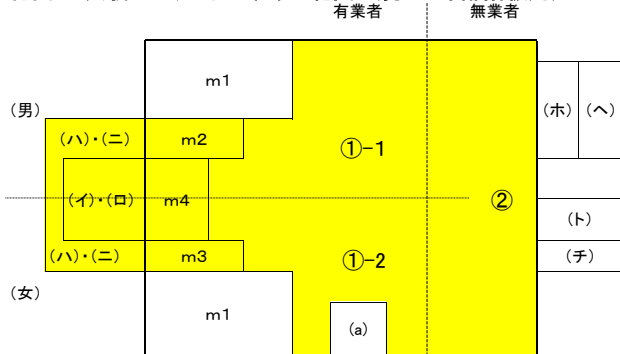 有業者 無業者
m1
(男) (ホ) (ヘ)
(ハ)・(ニ) m2
①-1
(イ)・(ロ) m4 ②
(ト)
(ハ)・(ニ) m3 ①-2 (チ)
(女)
m1
(a)